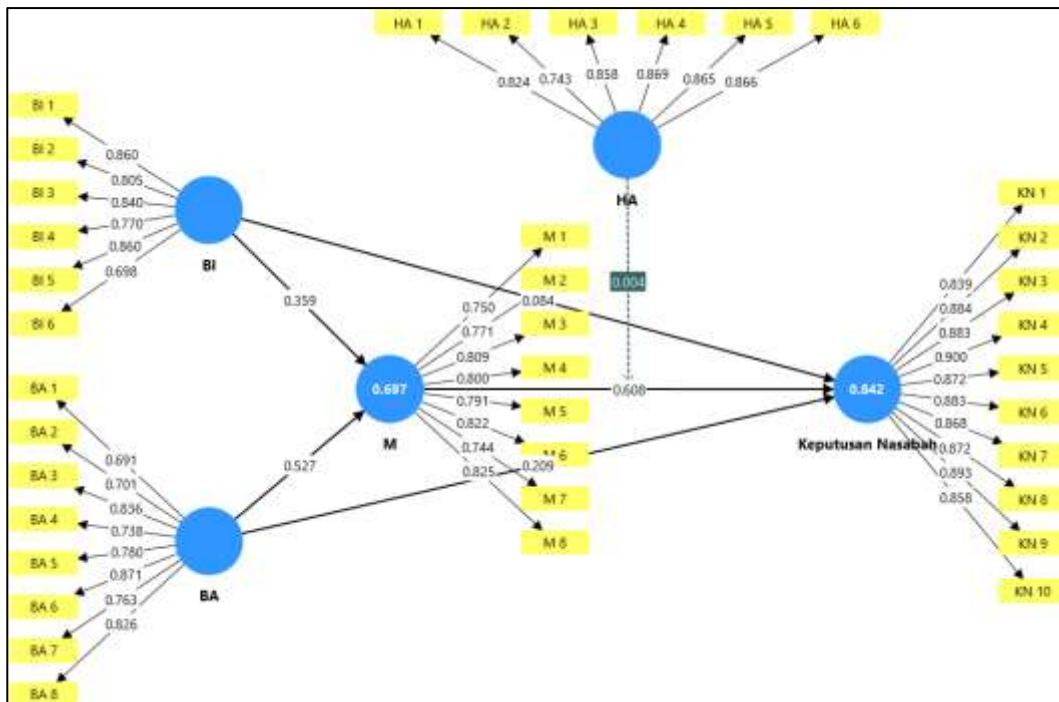 HA 1
HA 2
HA 3
HA 4
HA 5
HA 6
0.824
0.743
0.858
0.869
0.865
0.866
HA
BI 1
BI 2
BI 3
BI 4
BI 5
BI 6
0.860
0.805
0.840
0.770
0.860
0.698
BI
0.359
0.084
0.004
M 1
M 2
M 3
M 4
M 5
M 6
M 7
M 8
0.750
0.771
0.809
0.800
0.791
0.822
0.744
0.825
0.697
M
0.608
KN 1
KN 2
KN 3
KN 4
KN 5
KN 6
KN 7
KN 8
KN 9
KN 10
0.839
0.884
0.883
0.900
0.872
0.883
0.868
0.872
0.893
0.858
0.842
Keputusan Nasabah
BA 1
BA 2
BA 3
BA 4
BA 5
BA 6
BA 7
BA 8
0.691
0.701
0.836
0.738
0.780
0.871
0.763
0.826
BA
0.527
0.209